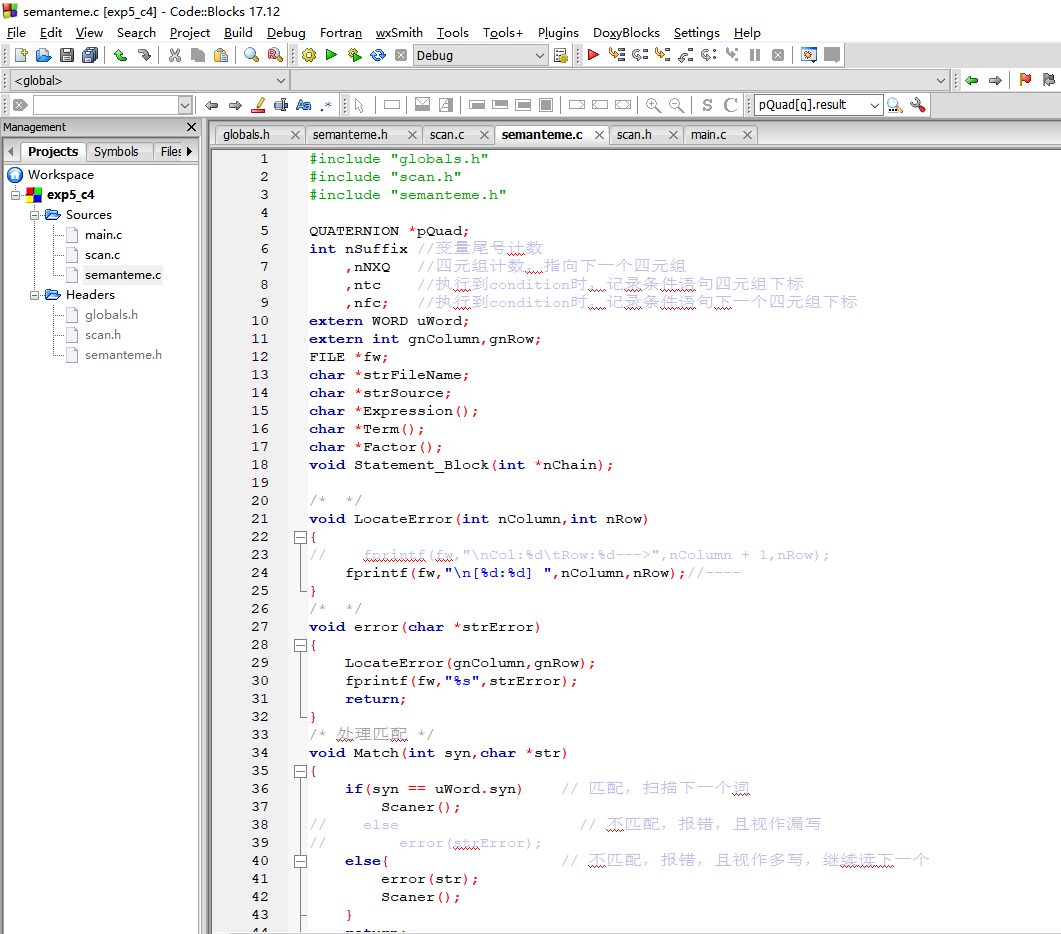 semanteme.c [exp5_c4] - Code::Blocks 17.12
File Edit View Search Project Build Debug Fortran wxSmith Tools Tools+ Plugins DoxyBlocks Settings Help
Debug
<global>
Aa .* S C pQuad[q].result
Management
globals.h semanteme.h scan.c semanteme.c scan.h main.c
Projects Symbols Files
Workspace
exp5_c4
Sources
main.c
scan.c
semanteme.c
Headers
globals.h
scan.h
semanteme.h
1 #include "globals.h"
2 #include "scan.h"
3 #include "semanteme.h"
4
5 QUATERNION *pQuad;
6 int nSuffix //变量尾号计数
7 ,nNXQ //四元组计数, 指向下一个四元组
8 ,ntc //执行到condition时, 记录条件语句四元组下标
9 ,nfc; //执行到condition时, 记录条件语句下一个四元组下标
10 extern WORD uWord;
11 extern int gnColumn,gnRow;
12 FILE *fw;
13 char *strFileName;
14 char *strSource;
15 char *Expression();
16 char *Term();
17 char *Factor();
18 void Statement_Block(int *nChain);
19
20 /* */
21 void LocateError(int nColumn,int nRow)
22 {
23 // fprintf(fw,"\nCol:%d\tRow:%d--->",nColumn + 1,nRow);
24 fprintf(fw,"\n[%d:%d] ",nColumn,nRow);//----
25 }
26 /* */
27 void error(char *strError)
28 {
29 LocateError(gnColumn,gnRow);
30 fprintf(fw,"%s",strError);
31 return;
32 }
33 /* 处理匹配 */
34 void Match(int syn,char *str)
35 {
36 if(syn == uWord.syn) // 匹配, 扫描下一个词
37 Scaner();
38 // else // 不匹配, 报错, 且视作漏写
39 // error(strError);
40 else{ // 不匹配, 报错, 且视作多写, 继续读下一个
41 error(str);
42 Scaner();
43 }
44 return;